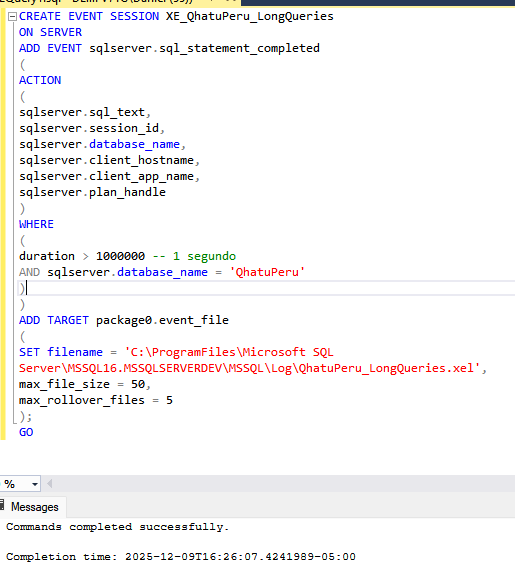 CREATE EVENT SESSION XE_QhatuPeru_LongQueries
ON SERVER
ADD EVENT sqlserver.sql_statement_completed
(
ACTION
(
sqlserver.sql_text,
sqlserver.session_id,
sqlserver.database_name,
sqlserver.client_hostname,
sqlserver.client_app_name,
sqlserver.plan_handle
)
WHERE
(
duration > 1000000 -- 1 segundo
AND sqlserver.database_name = 'QhatuPeru'
)
)
ADD TARGET package0.event_file
(
SET filename = 'C:\ProgramFiles\Microsoft SQL
Server\MSSQL16.MSSQLSERVERDEV\MSSQL\Log\QhatuPeru_LongQueries.xel',
max_file_size = 50,
max_rollover_files = 5
);
GO
%
Messages
Commands completed successfully.
Completion time: 2025-12-09T16:26:07.4241989-05:00